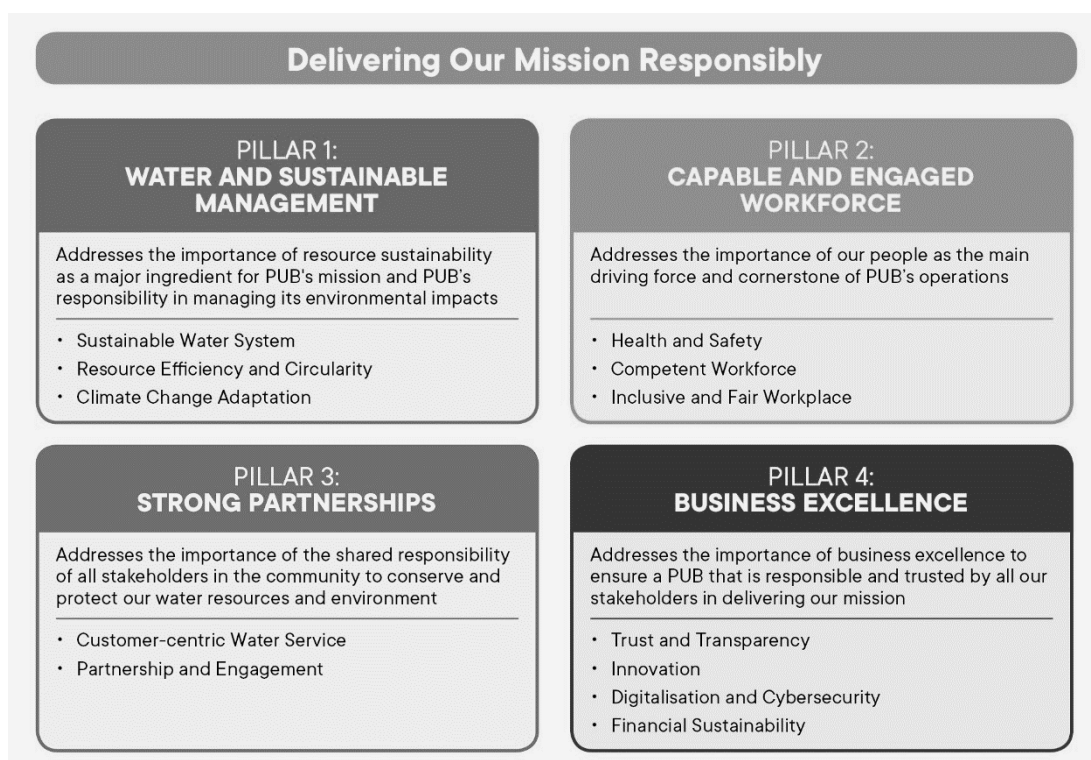 Delivering Our Mission Responsibly
PILLAR 1:
WATER AND SUSTAINABLE
MANAGEMENT
Addresses the importance of resource sustainability
as a major ingredient for PUB's mission and PUB's
responsibility in managing its environmental impacts
• Sustainable Water System
• Resource Efficiency and Circularity
• Climate Change Adaptation
PILLAR 2:
CAPABLE AND ENGAGED
WORKFORCE
Addresses the importance of our people as the main
driving force and cornerstone of PUB's operations
• Health and Safety
• Competent Workforce
• Inclusive and Fair Workplace
PILLAR 3:
STRONG PARTNERSHIPS
Addresses the importance of the shared responsibility
of all stakeholders in the community to conserve and
protect our water resources and environment
• Customer-centric Water Service
• Partnership and Engagement
PILLAR 4:
BUSINESS EXCELLENCE
Addresses the importance of business excellence to
ensure a PUB that is responsible and trusted by all our
stakeholders in delivering our mission
• Trust and Transparency
• Innovation
• Digitalisation and Cybersecurity
• Financial Sustainability